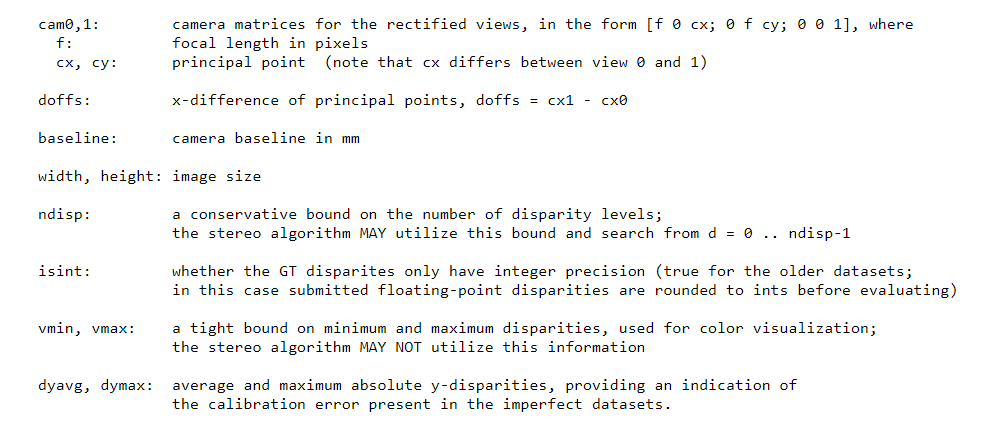 cam0,1:         camera matrices for the rectified views, in the form [f 0 cx; 0 f cy; 0 0 1], where
  f:            focal length in pixels
  cx, cy:       principal point  (note that cx differs between view 0 and 1)

doffs:          x-difference of principal points, doffs = cx1 - cx0

baseline:       camera baseline in mm

width, height:  image size

ndisp:          a conservative bound on the number of disparity levels;
                the stereo algorithm MAY utilize this bound and search from d = 0 .. ndisp-1

isint:          whether the GT disparites only have integer precision (true for the older datasets;
                in this case submitted floating-point disparities are rounded to ints before evaluating)

vmin, vmax:     a tight bound on minimum and maximum disparities, used for color visualization;
                the stereo algorithm MAY NOT utilize this information

dyavg, dymax:   average and maximum absolute y-disparities, providing an indication of
                the calibration error present in the imperfect datasets.